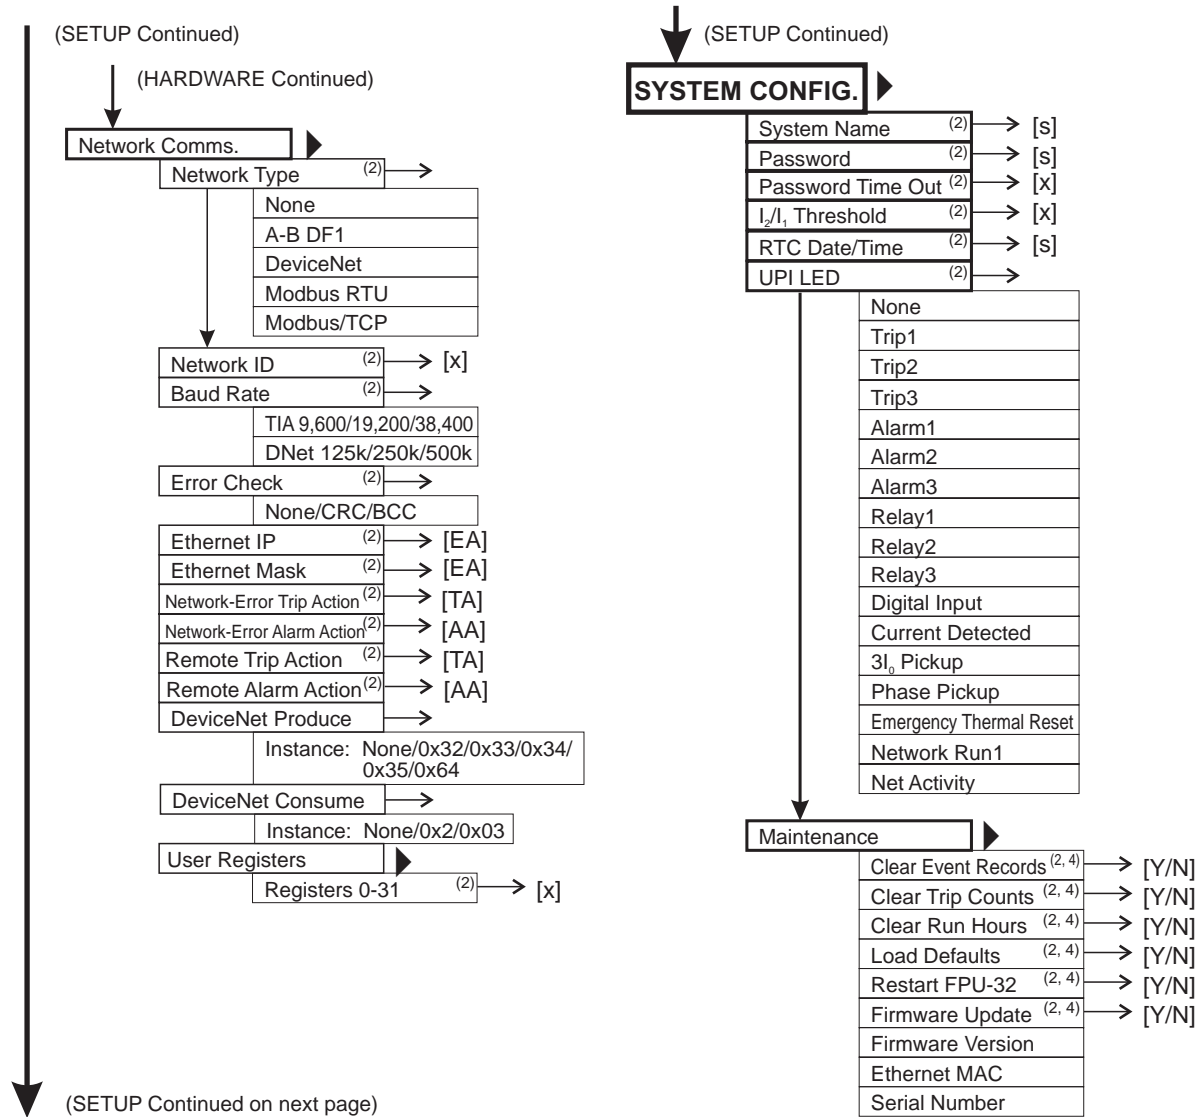 (SETUP Continued)
(HARDWARE Continued)
Network Comms.
Network Type (2)
None
A-B DF1
DeviceNet
Modbus RTU
Modbus/TCP
Network ID (2) [x]
Baud Rate (2)
TIA 9,600/19,200/38,400
DNet 125k/250k/500k
Error Check (2)
None/CRC/BCC
Ethernet IP (2) [EA]
Ethernet Mask (2) [EA]
Network-Error Trip Action (2) [TA]
Network-Error Alarm Action (2) [AA]
Remote Trip Action (2) [TA]
Remote Alarm Action (2) [AA]
DeviceNet Produce
Instance: None/0x32/0x33/0x34/
0x35/0x64
DeviceNet Consume
Instance: None/0x2/0x03
User Registers
Registers 0-31 (2) [x]
(SETUP Continued on next page)
(SETUP Continued)
SYSTEM CONFIG.
System Name (2) [s]
Password (2) [s]
Password Time Out (2) [x]
I₂/I₁ Threshold (2) [x]
RTC Date/Time (2) [s]
UPI LED (2)
None
Trip1
Trip2
Trip3
Alarm1
Alarm2
Alarm3
Relay1
Relay2
Relay3
Digital Input
Current Detected
3I₀ Pickup
Phase Pickup
Emergency Thermal Reset
Network Run1
Net Activity
Maintenance
Clear Event Records (2, 4) [Y/N]
Clear Trip Counts (2, 4) [Y/N]
Clear Run Hours (2, 4) [Y/N]
Load Defaults (2, 4) [Y/N]
Restart FPU-32 (2, 4) [Y/N]
Firmware Update (2, 4) [Y/N]
Firmware Version
Ethernet MAC
Serial Number